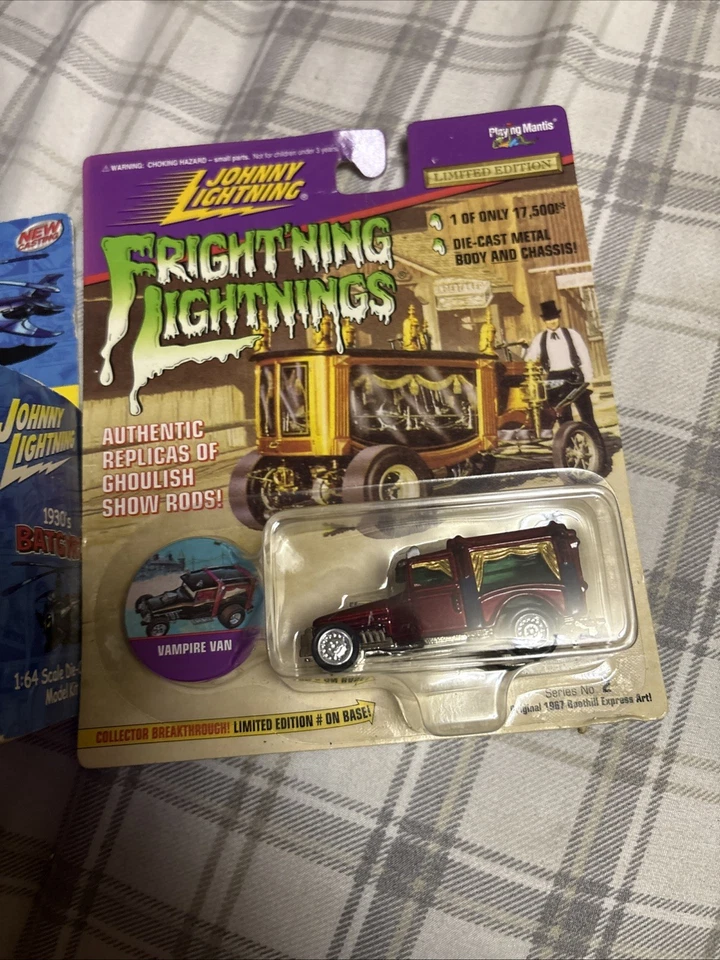 ⚠ WARNING: CHOKING HAZARD – small parts. Not for children under 3 years.
Playing Mantis
JOHNNY
LIGHTNING
LIMITED EDITION
FRIGHT'NING
LIGHTNINGS
1 OF ONLY 17,500!
DIE-CAST METAL
BODY AND CHASSIS!
AUTHENTIC
REPLICAS OF
GHOULISH
SHOW RODS!
VAMPIRE VAN
COLLECTOR BREAKTHROUGH! LIMITED EDITION # ON BASE!
Series No. 2
Original 1967 Boothill Express Art!
NEW
CASTING
JOHNNY
LIGHTNING
1930's
1:64 Scale
Model